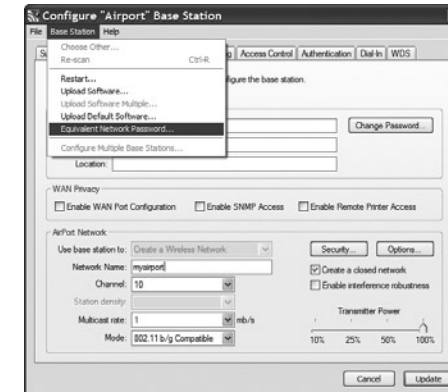 Configure "Airport" Base Station
File Base Station Help
Choose Other...
Re-scan Ctrl-R
Restart...
Upload Software...
Upload Software Multiple...
Upload Default Software...
Equivalent Network Password...
Configure Multiple Base Stations...
Access Control Authentication Dial-In WDS
figure the base station.
Change Password...
Location:
WAN Privacy
Enable WAN Port Configuration Enable SNMP Access Enable Remote Printer Access
AirPort Network
Use base station to: Create a Wireless Network Security... Options...
Network Name: myairport Create a closed network
Channel: 10 Enable interference robustness
Station density:
Multicast rate: 1 mb/s Transmitter Power
Mode: 802.11 b/g Compatible 10% 25% 50% 100%
Cancel Update